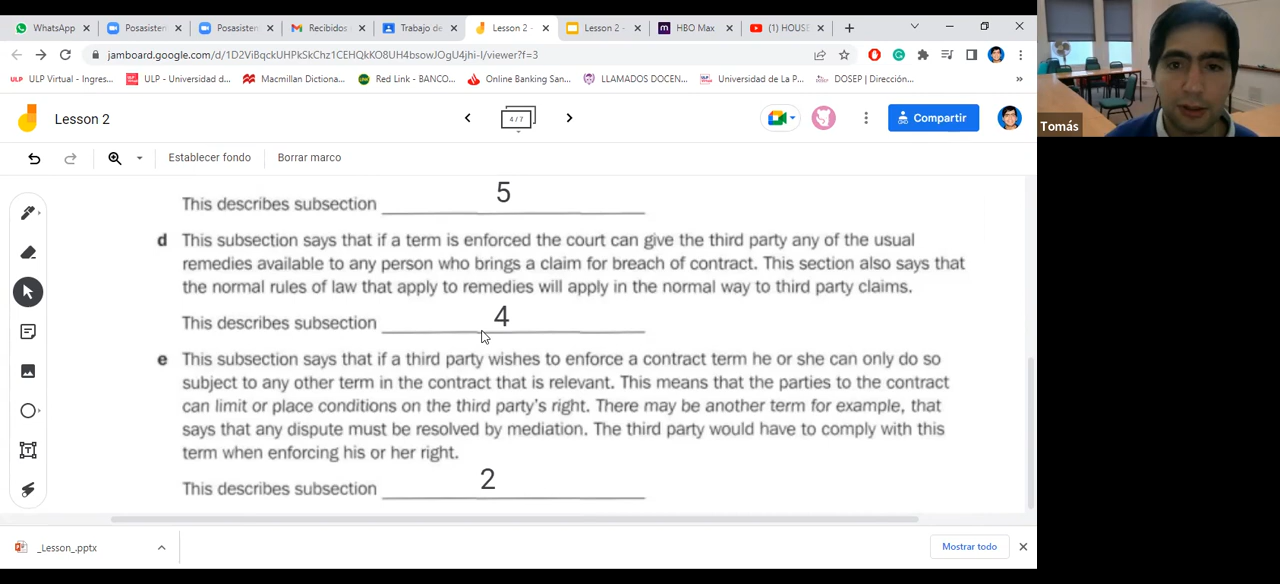 WhatsApp
Posasisten
Posasisten
Recibidos
Trabajo de
Lesson 2 -
Lesson 2 -
HBO Max
(1) HOUSE
jamboard.google.com/d/
/viewer?f=3
ULP Virtual - Ingres...
ULP - Universidad d...
Macmillan Dictiona...
Red Link - BANCO...
Online Banking San...
LLAMADOS DOCEN...
Universidad de La P...
DOSEP | Dirección...
»
Tomás
Lesson 2
4/7
Compartir
Establecer fondo
Borrar marco
This describes subsection 5
d This subsection says that if a term is enforced the court can give the third party any of the usual
remedies available to any person who brings a claim for breach of contract. This section also says that
the normal rules of law that apply to remedies will apply in the normal way to third party claims.
This describes subsection 4
e This subsection says that if a third party wishes to enforce a contract term he or she can only do so
subject to any other term in the contract that is relevant. This means that the parties to the contract
can limit or place conditions on the third party's right. There may be another term for example, that
says that any dispute must be resolved by mediation. The third party would have to comply with this
term when enforcing his or her right.
This describes subsection 2
_Lesson_.pptx
Mostrar todo